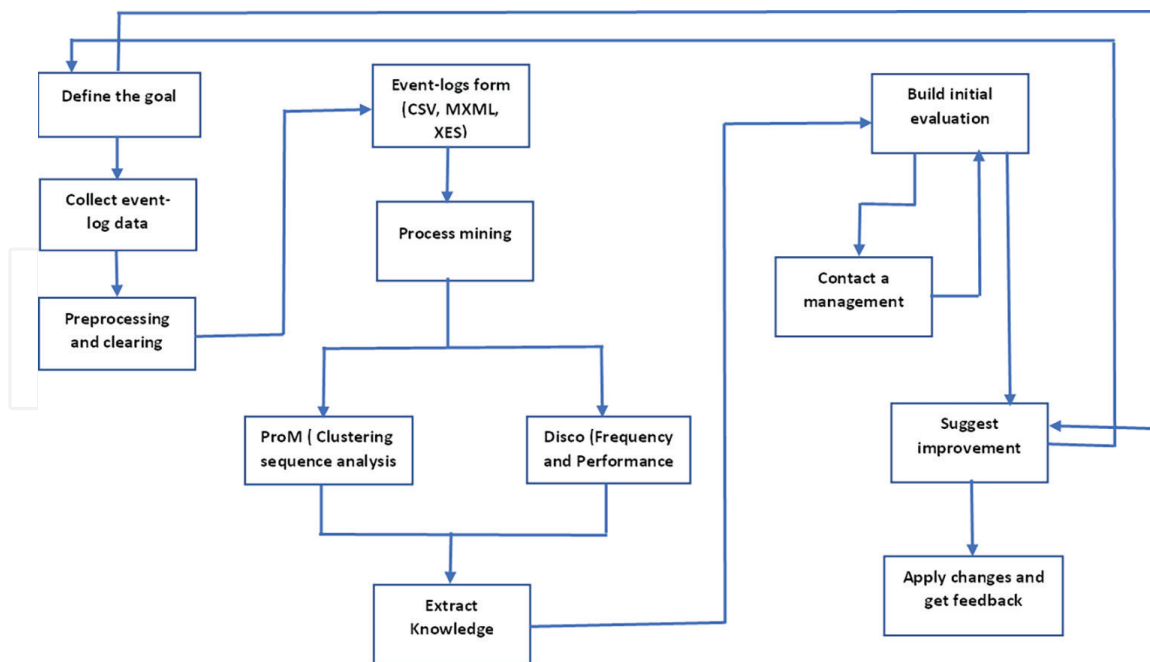 Define the goal
Collect event-
log data
Preprocessing
and clearing
Event-logs form
(CSV, MXML,
XES)
Process mining
ProM ( Clustering
sequence analysis
Disco (Frequency
and Performance
Extract
Knowledge
Build initial
evaluation
Contact a
management
Suggest
improvement
Apply changes and
get feedback